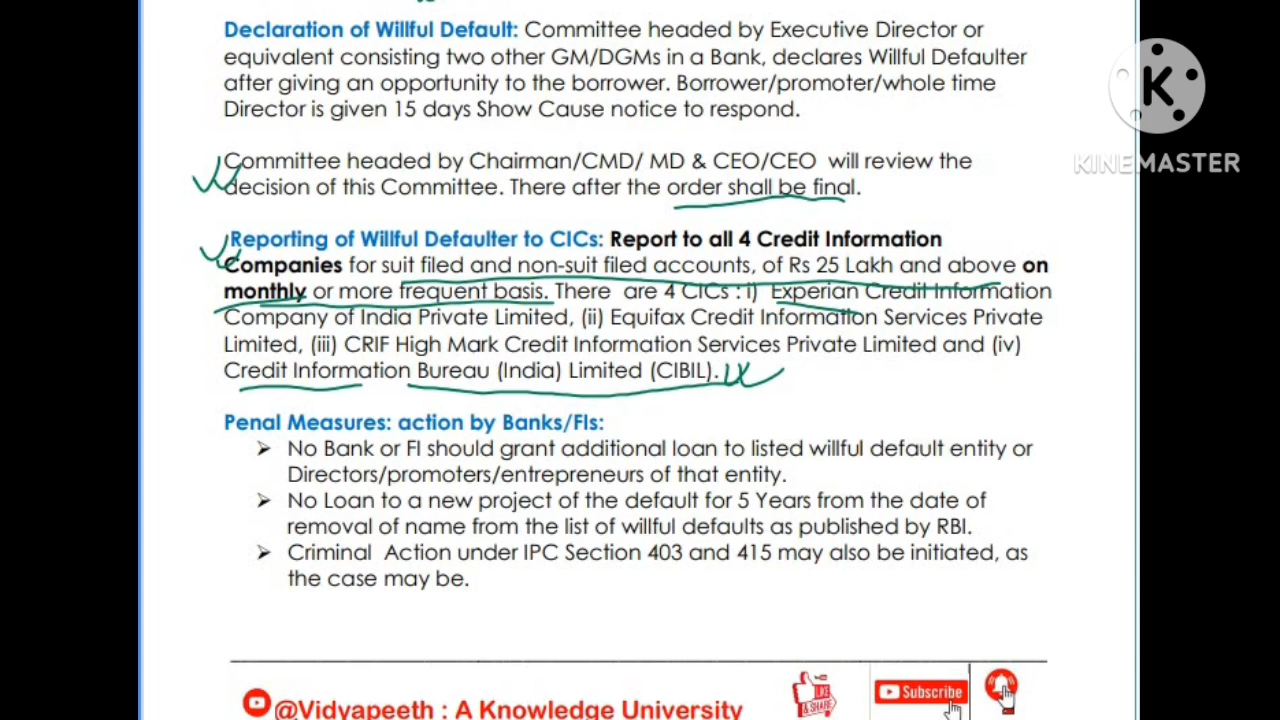 Declaration of Willful Default: Committee headed by Executive Director or
equivalent consisting two other GM/DGMs in a Bank, declares Willful Defaulter
after giving an opportunity to the borrower. Borrower/promoter/whole time
Director is given 15 days Show Cause notice to respond.
Committee headed by Chairman/CMD/ MD & CEO/CEO will review the
decision of this Committee. There after the order shall be final.
Reporting of Willful Defaulter to CICs: Report to all 4 Credit Information
Companies for suit filed and non-suit filed accounts, of Rs 25 Lakh and above on
monthly or more frequent basis. There are 4 CICs : i) Experian Credit Information
Company of India Private Limited, (ii) Equifax Credit Information Services Private
Limited, (iii) CRIF High Mark Credit Information Services Private Limited and (iv)
Credit Information Bureau (India) Limited (CIBIL).
Penal Measures: action by Banks/FIs:
➢ No Bank or FI should grant additional loan to listed willful default entity or
Directors/promoters/entrepreneurs of that entity.
➢ No Loan to a new project of the default for 5 Years from the date of
removal of name from the list of willful defaults as published by RBI.
➢ Criminal Action under IPC Section 403 and 415 may also be initiated, as
the case may be.
@Vidyapeeth : A Knowledge University
LIKE
& SHARE
Subscribe
K
KINEMASTER